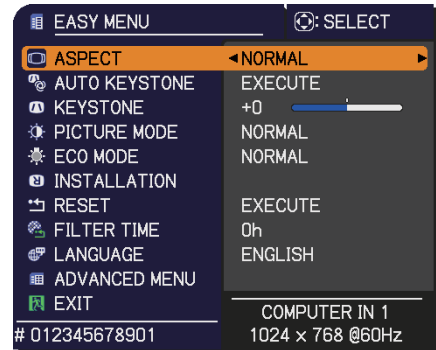 EASY MENU : SELECT
ASPECT NORMAL
AUTO KEYSTONE EXECUTE
KEYSTONE +0
PICTURE MODE NORMAL
ECO MODE NORMAL
INSTALLATION
RESET EXECUTE
FILTER TIME 0h
LANGUAGE ENGLISH
ADVANCED MENU
EXIT
COMPUTER IN 1
# 012345678901 1024 x 768 @60Hz